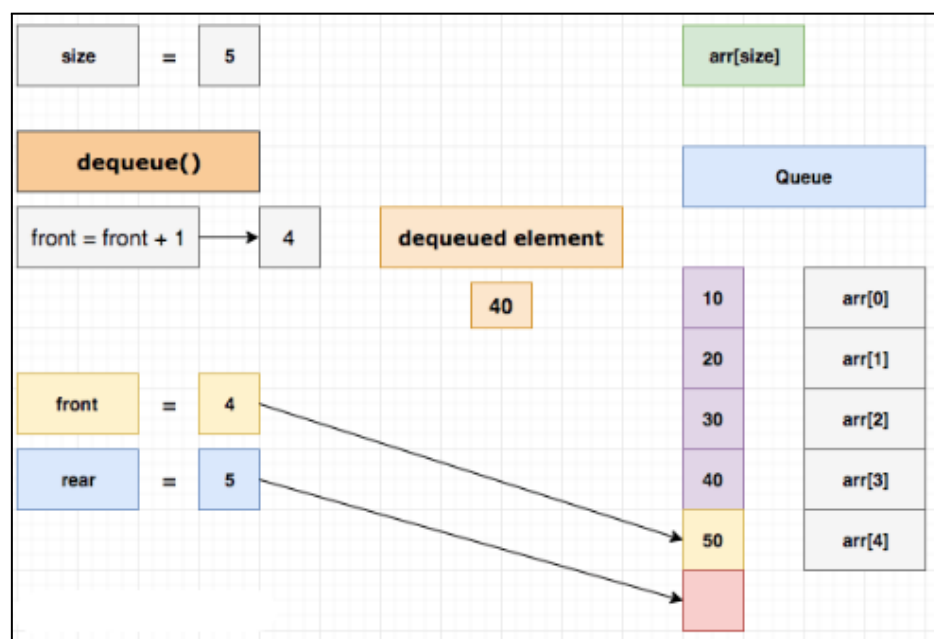 size = 5 arr[size]
dequeue()
Queue
front = front + 1 4 dequeued element
40
10 arr[0]
20 arr[1]
30 arr[2]
front = 4
40 arr[3]
rear = 5
50 arr[4]